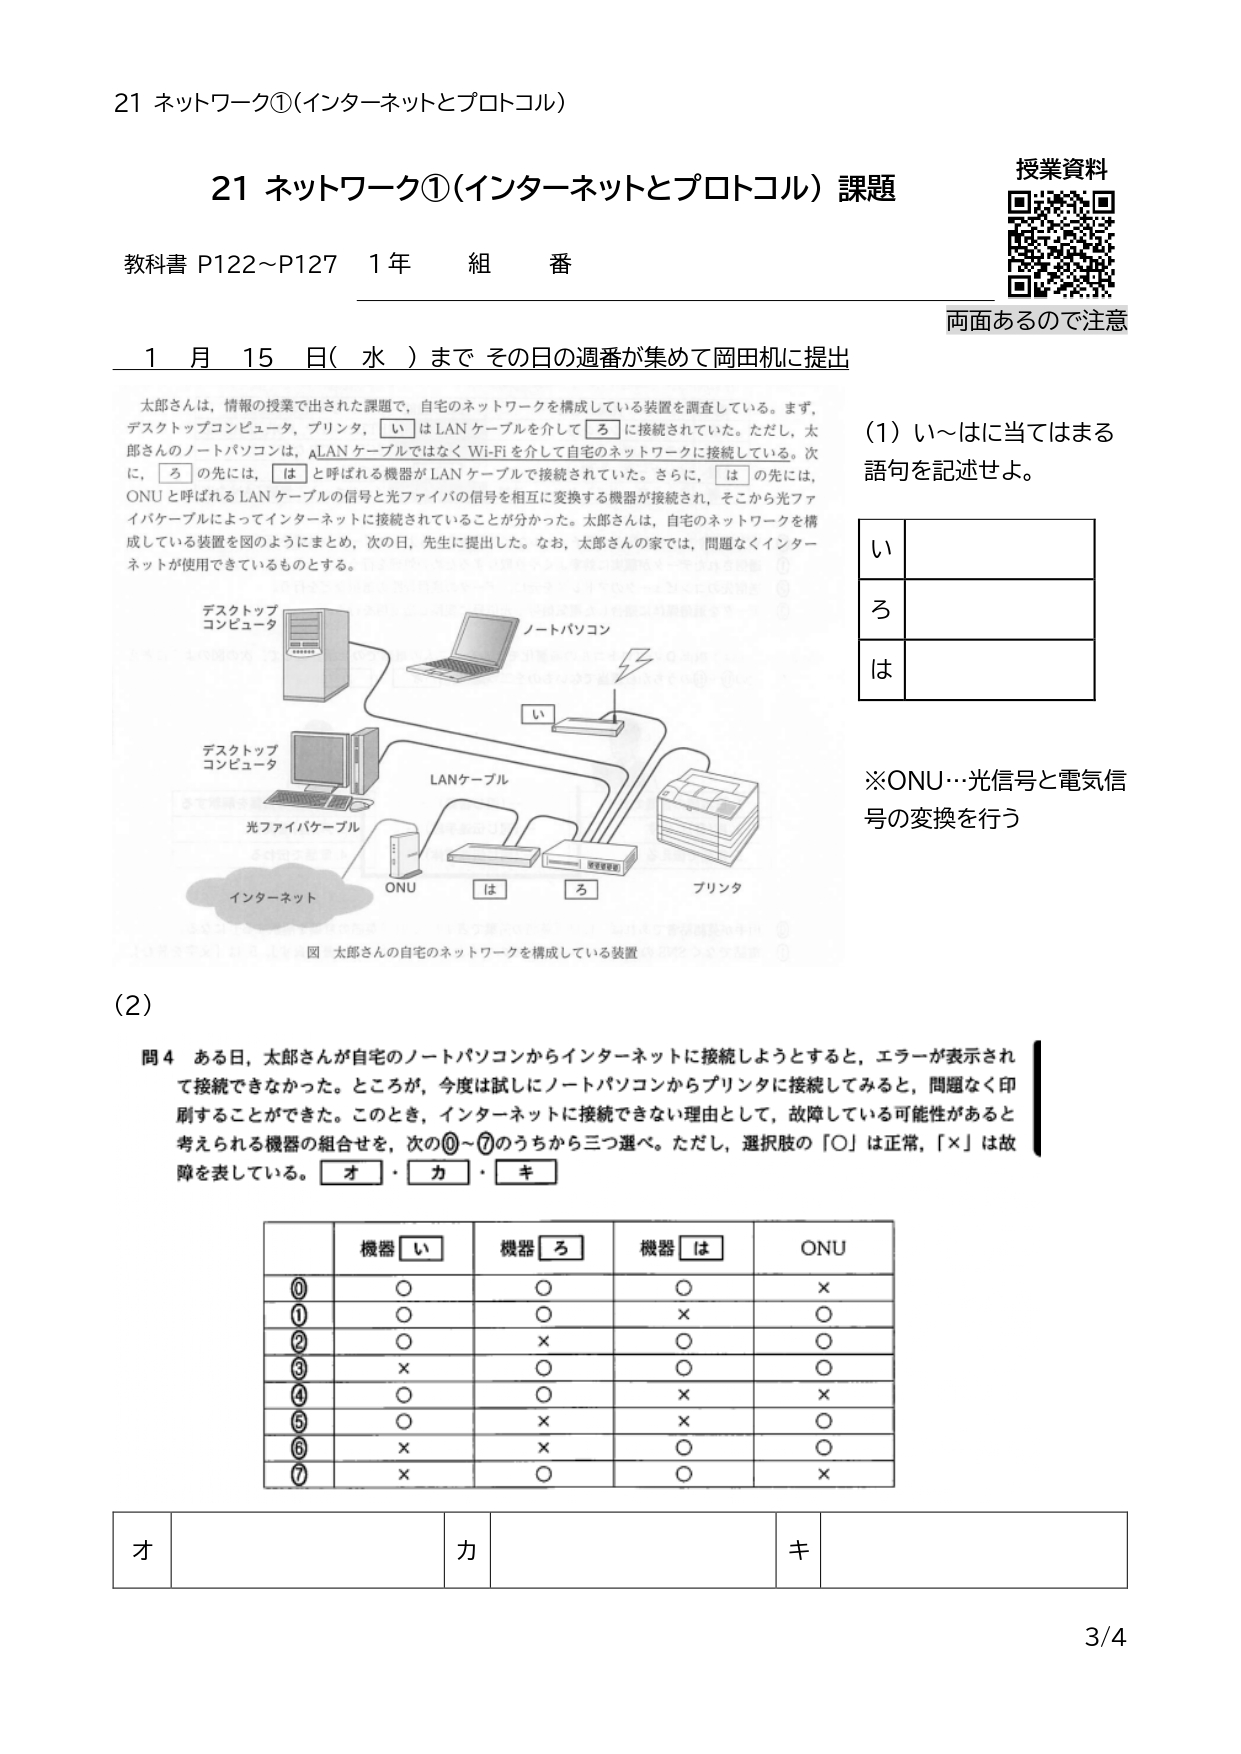 21 ネットワーク①（インターネットとプロトコル）
授業資料
21 ネットワーク①（インターネットとプロトコル） 課題
教科書 P122～P127　1年　　組　　番
両面あるので注意
1　月　15　日（　水　）まで その日の週番が集めて岡田机に提出
太郎さんは，情報の授業で出された課題で，自宅のネットワークを構成している装置を調査している。まず，
デスクトップコンピュータ，プリンタ， い はLANケーブルを介して ろ に接続されていた。ただし，太
郎さんのノートパソコンは，A LANケーブルではなくWi-Fiを介して自宅のネットワークに接続している。次
に， ろ の先には， は と呼ばれる機器がLANケーブルで接続されていた。さらに， は の先には，
ONUと呼ばれるLANケーブルの信号と光ファイバの信号を相互に変換する機器が接続され，そこから光ファ
イバケーブルによってインターネットに接続されていることが分かった。太郎さんは，自宅のネットワークを構
成している装置を図のようにまとめ，次の日，先生に提出した。なお，太郎さんの家では，問題なくインター
ネットが使用できているものとする。
（1）い～はに当てはまる
語句を記述せよ。
い
ろ
は
※ONU…光信号と電気信
号の変換を行う
デスクトップ
コンピュータ
ノートパソコン
い
デスクトップ
コンピュータ
LANケーブル
光ファイバケーブル
インターネット
ONU
は
ろ
プリンタ
図　太郎さんの自宅のネットワークを構成している装置
（2）
問4　ある日，太郎さんが自宅のノートパソコンからインターネットに接続しようとすると，エラーが表示され
て接続できなかった。ところが，今度は試しにノートパソコンからプリンタに接続してみると，問題なく印
刷することができた。このとき，インターネットに接続できない理由として，故障している可能性があると
考えられる機器の組合せを，次の⓪～⑦のうちから三つ選べ。ただし，選択肢の「○」は正常，「×」は故
障を表している。 オ ・ カ ・ キ
機器 い　機器 ろ　機器 は　ONU
⓪　○　○　○　×
①　○　○　×　○
②　○　×　○　○
③　×　○　○　○
④　○　○　×　×
⑤　○　×　×　○
⑥　×　×　○　○
⑦　×　○　○　×
オ　カ　キ
3/4